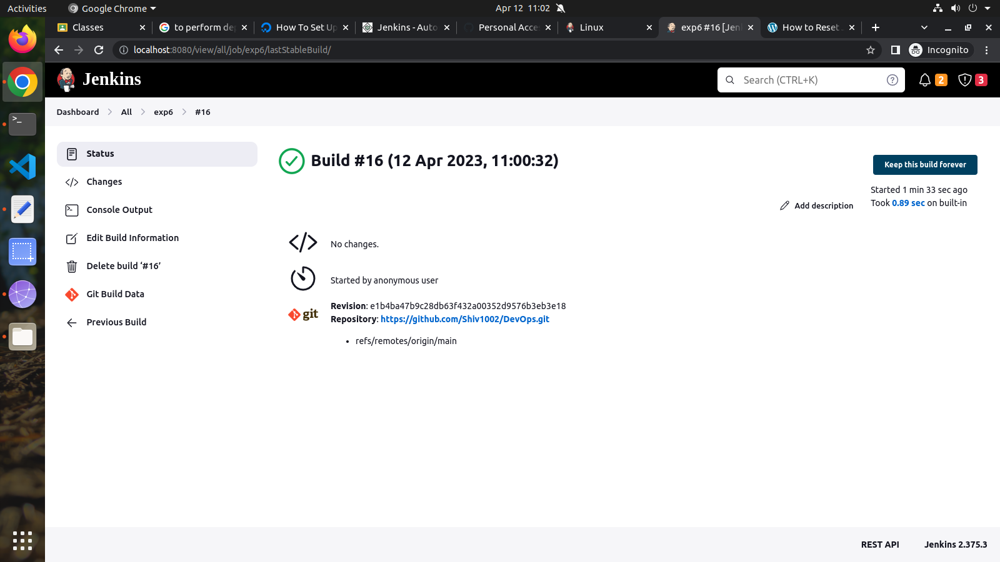 Activities
Google Chrome
Apr 12 11:02
Classes
to perform de
How To Set Up
Jenkins - Auto
Personal Acce
Linux
exp6 #16 [Jen
How to Reset
localhost:8080/view/all/job/exp6/lastStableBuild/
Incognito
Jenkins
Search (CTRL+K)
?
2
3
Dashboard
All
exp6
#16
Status
Changes
Console Output
Edit Build Information
Delete build ‘#16’
Git Build Data
Previous Build
Build #16 (12 Apr 2023, 11:00:32)
Keep this build forever
Started 1 min 33 sec ago
Took 0.89 sec on built-in
Add description
No changes.
Started by anonymous user
git
Revision: e1b4ba47b9c28db63f432a00352d9576b3eb3e18
Repository: https://github.com/Shiv1002/DevOps.git
• refs/remotes/origin/main
REST API
Jenkins 2.375.3